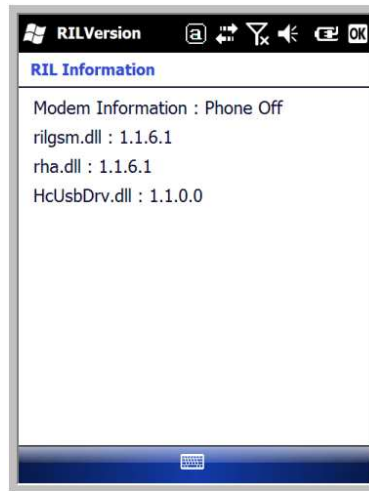 RILVersion a OK
RIL Information
Modem Information : Phone Off
rilgsm.dll : 1.1.6.1
rha.dll : 1.1.6.1
HcUsbDrv.dll : 1.1.0.0